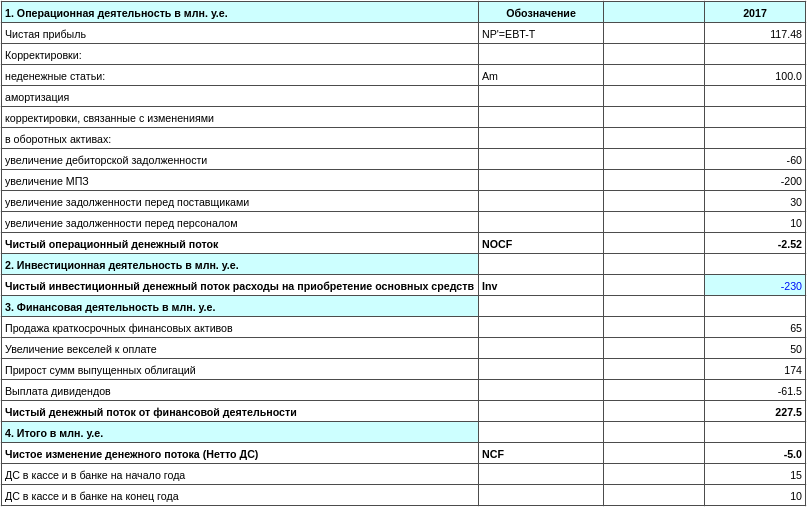 1. Операционная деятельность в млн. у.е. Обозначение 2017
Чистая прибыль NP'=EBT-T 117.48
Корректировки:
неденежные статьи: Am 100.0
амортизация
корректировки, связанные с изменениями
в оборотных активах:
увеличение дебиторской задолженности -60
увеличение МПЗ -200
увеличение задолженности перед поставщиками 30
увеличение задолженности перед персоналом 10
Чистый операционный денежный поток NOCF -2.52
2. Инвестиционная деятельность в млн. у.е.
Чистый инвестиционный денежный поток расходы на приобретение основных средств Inv -230
3. Финансовая деятельность в млн. у.е.
Продажа краткосрочных финансовых активов 65
Увеличение векселей к оплате 50
Прирост сумм выпущенных облигаций 174
Выплата дивидендов -61.5
Чистый денежный поток от финансовой деятельности 227.5
4. Итого в млн. у.е.
Чистое изменение денежного потока (Нетто ДС) NCF -5.0
ДС в кассе и в банке на начало года 15
ДС в кассе и в банке на конец года 10